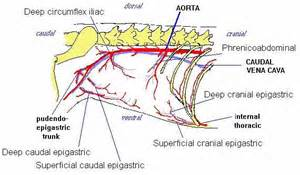 Deep circumflex iliac
dorsal
AORTA
caudal
cranial
Phrenicoabdominal
CAUDAL
VENA CAVA
Deep cranial epigastric
pudendo-
epigastric
trunk
ventral
internal
thoracic
Deep caudal epigastric
Superficial cranial epigastric
Superficial caudal epigastric